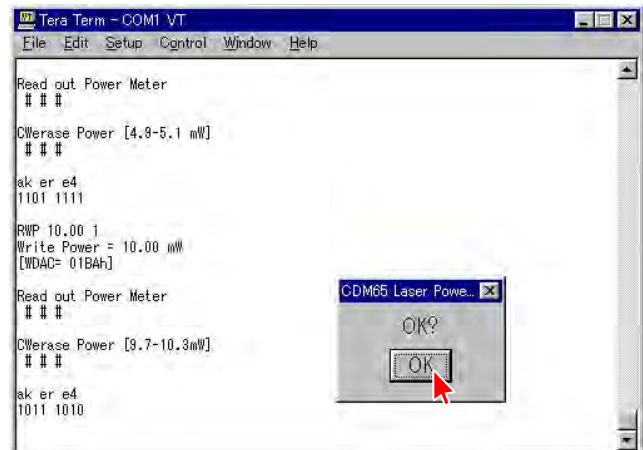 Tera Term - COM1 VT
File Edit Setup Control Window Help
Read out Power Meter
# # #
CWerase Power [4.9-5.1 mW]
# # #
ak er e4
1101 1111
RWP 10.00 1
Write Power = 10.00 mW
[WDAC= 01BAh]
Read out Power Meter
# # #
CWerase Power [9.7-10.3mW]
# # #
ak er e4
1011 1010
CDM65 Laser Powe...
OK?
OK